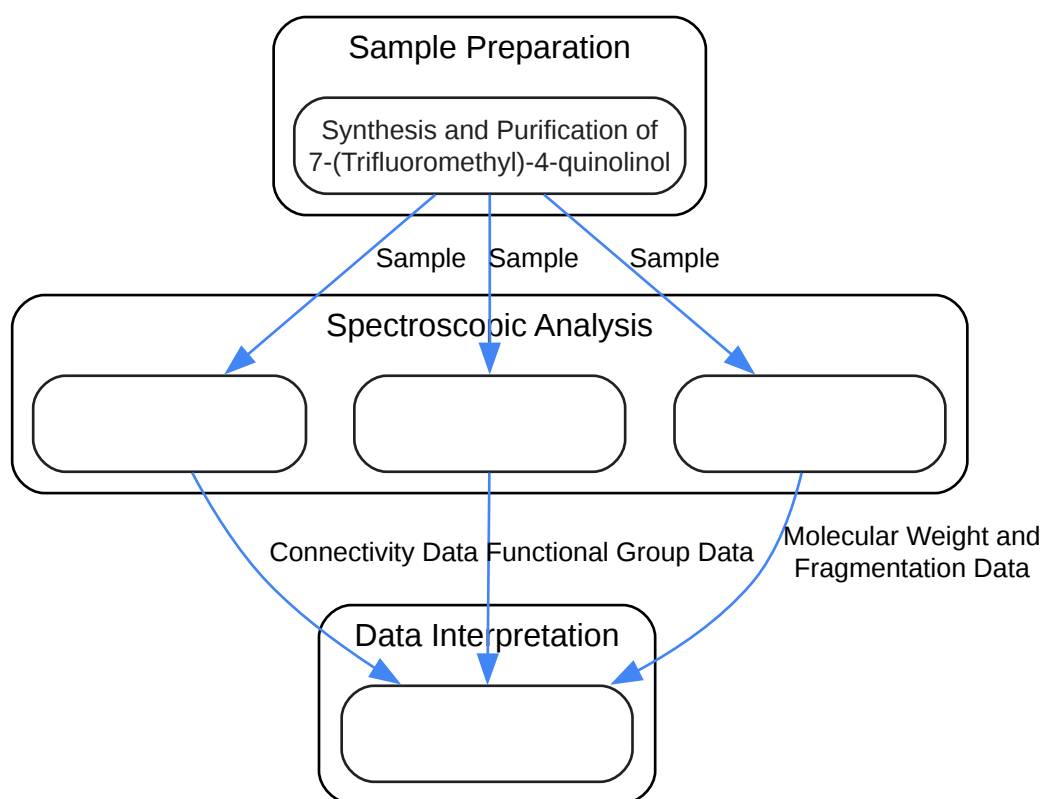 Sample Preparation
Synthesis and Purification of
7-(Trifluoromethyl)-4-quinolinol
Sample
Sample
Sample
Spectroscopic Analysis
Connectivity Data
Functional Group Data
Molecular Weight and
Fragmentation Data
Data Interpretation